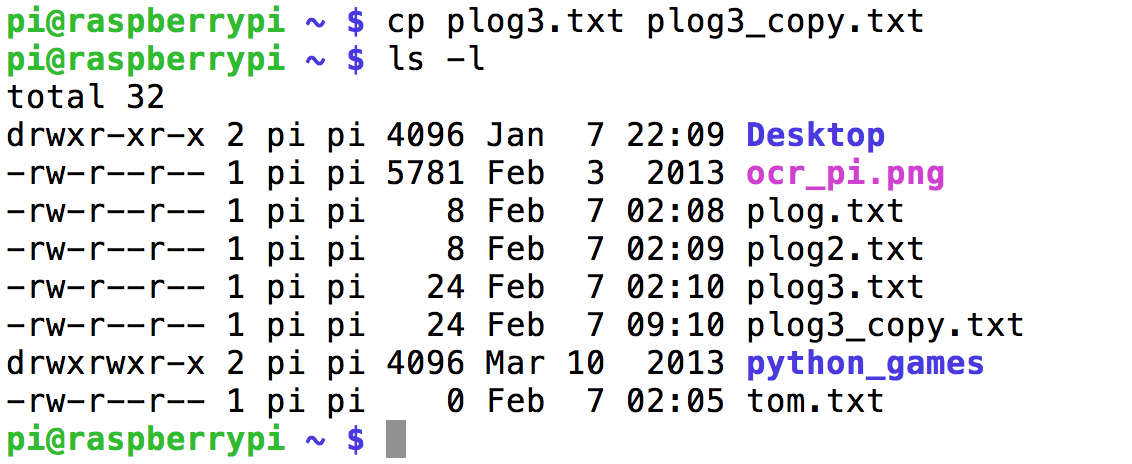 pi@raspberrypi ~ $ cp plog3.txt plog3_copy.txt
pi@raspberrypi ~ $ ls -l
total 32
drwxr-xr-x 2 pi pi 4096 Jan  7 22:09 Desktop
-rw-r--r-- 1 pi pi 5781 Feb  3  2013 ocr_pi.png
-rw-r--r-- 1 pi pi    8 Feb  7 02:08 plog.txt
-rw-r--r-- 1 pi pi    8 Feb  7 02:09 plog2.txt
-rw-r--r-- 1 pi pi   24 Feb  7 02:10 plog3.txt
-rw-r--r-- 1 pi pi   24 Feb  7 09:10 plog3_copy.txt
drwxrwxr-x 2 pi pi 4096 Mar 10  2013 python_games
-rw-r--r-- 1 pi pi    0 Feb  7 02:05 tom.txt
pi@raspberrypi ~ $